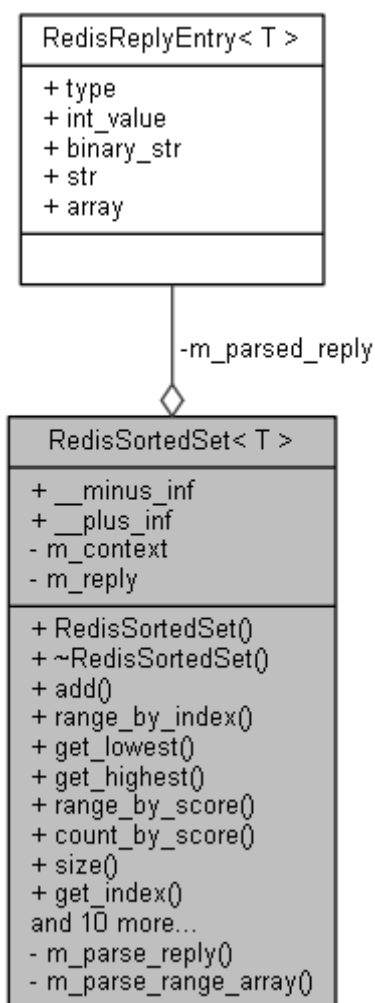 RedisReplyEntry< T >
+ type
+ int_value
+ binary_str
+ str
+ array
-m_parsed_reply
RedisSortedSet< T >
+ __minus_inf
+ __plus_inf
- m_context
- m_reply
+ RedisSortedSet()
+ ~RedisSortedSet()
+ add()
+ range_by_index()
+ get_lowest()
+ get_highest()
+ range_by_score()
+ count_by_score()
+ size()
+ get_index()
and 10 more...
- m_parse_reply()
- m_parse_range_array()